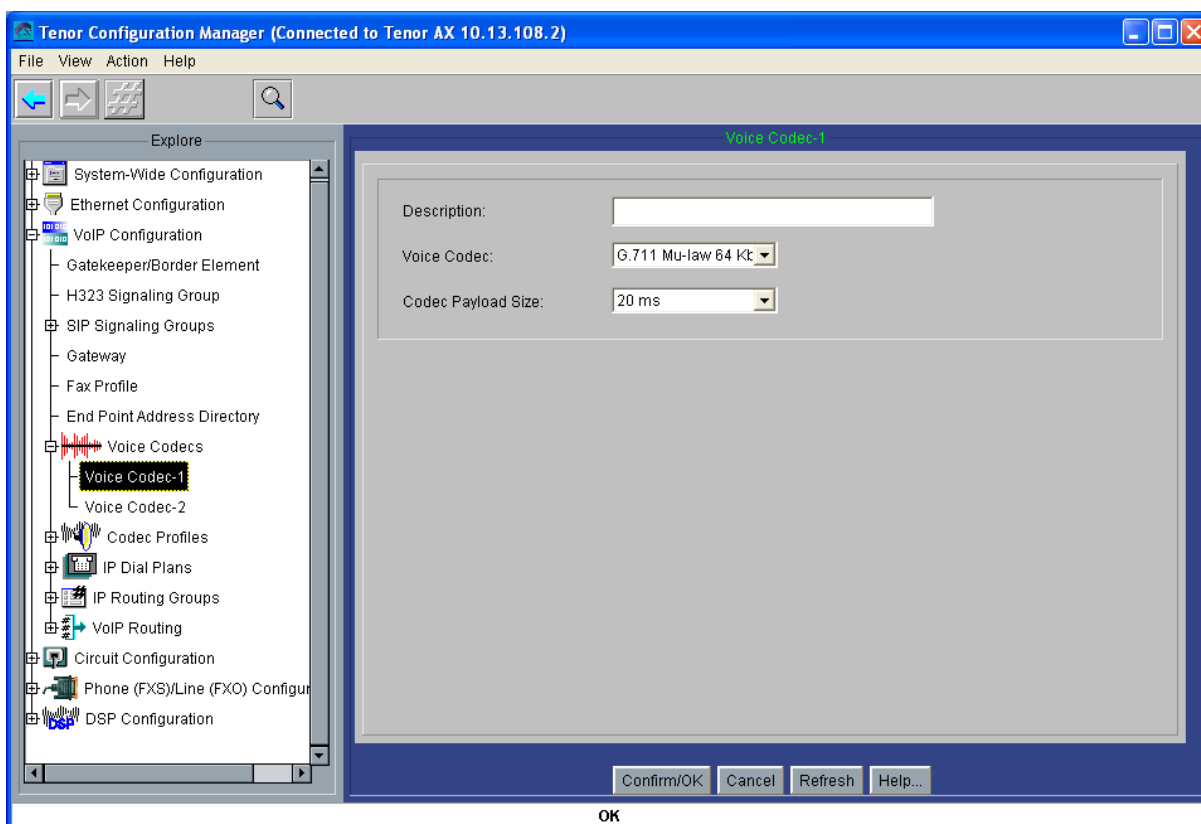 Tenor Configuration Manager (Connected to Tenor AX 10.13.108.2)
File View Action Help
Explore
System-Wide Configuration
Ethernet Configuration
VoIP Configuration
Gatekeeper/Border Element
H323 Signaling Group
SIP Signaling Groups
Gateway
Fax Profile
End Point Address Directory
Voice Codecs
Voice Codec-1
Voice Codec-2
Codec Profiles
IP Dial Plans
IP Routing Groups
VoIP Routing
Circuit Configuration
Phone (FXS)/Line (FXO) Configur
DSP
DSP Configuration
Voice Codec-1
Description:
Voice Codec: G.711 Mu-law 64 Kb
Codec Payload Size: 20 ms
Confirm/OK Cancel Refresh Help...
OK